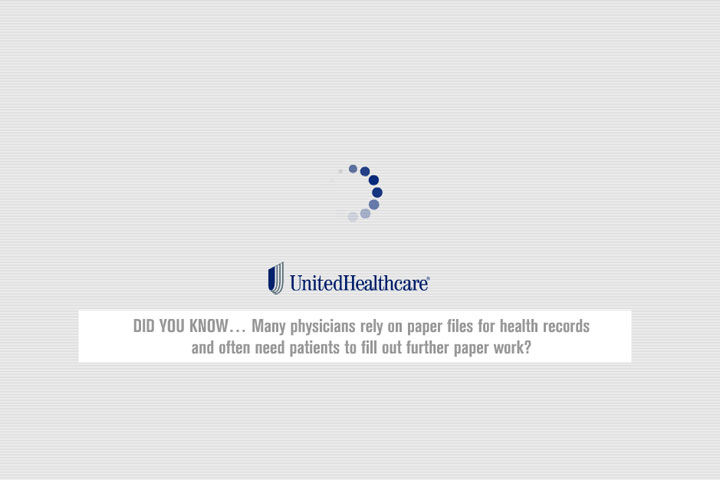 UnitedHealthcare®
DID YOU KNOW... Many physicians rely on paper files for health records
and often need patients to fill out further paper work?